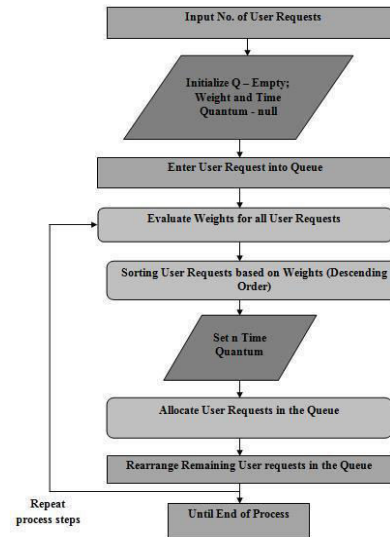 Input No. of User Requests
Initialize Q – Empty;
Weight and Time
Quantum - null
Enter User Request into Queue
Evaluate Weights for all User Requests
Sorting User Requests based on Weights (Descending
Order)
Set n Time
Quantum
Allocate User Requests in the Queue
Rearrange Remaining User requests in the Queue
Repeat
process steps
Until End of Process